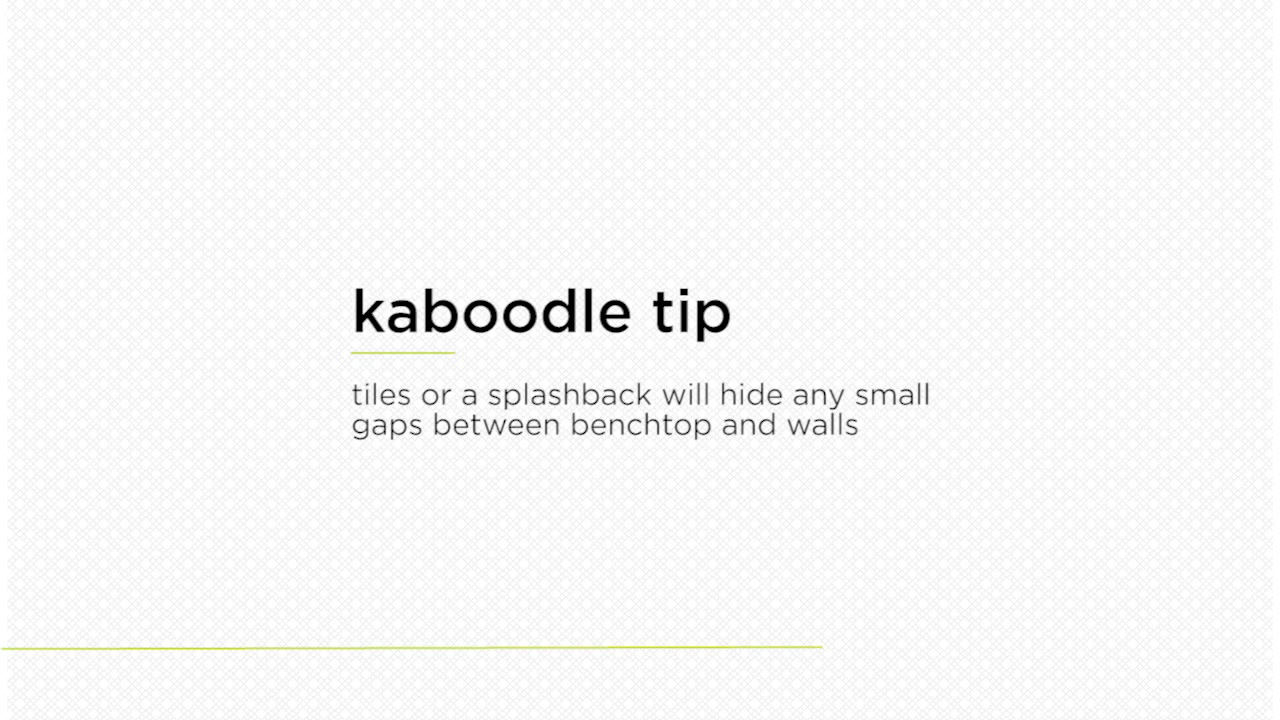 kaboodle tip
tiles or a splashback will hide any small
gaps between benchtop and walls